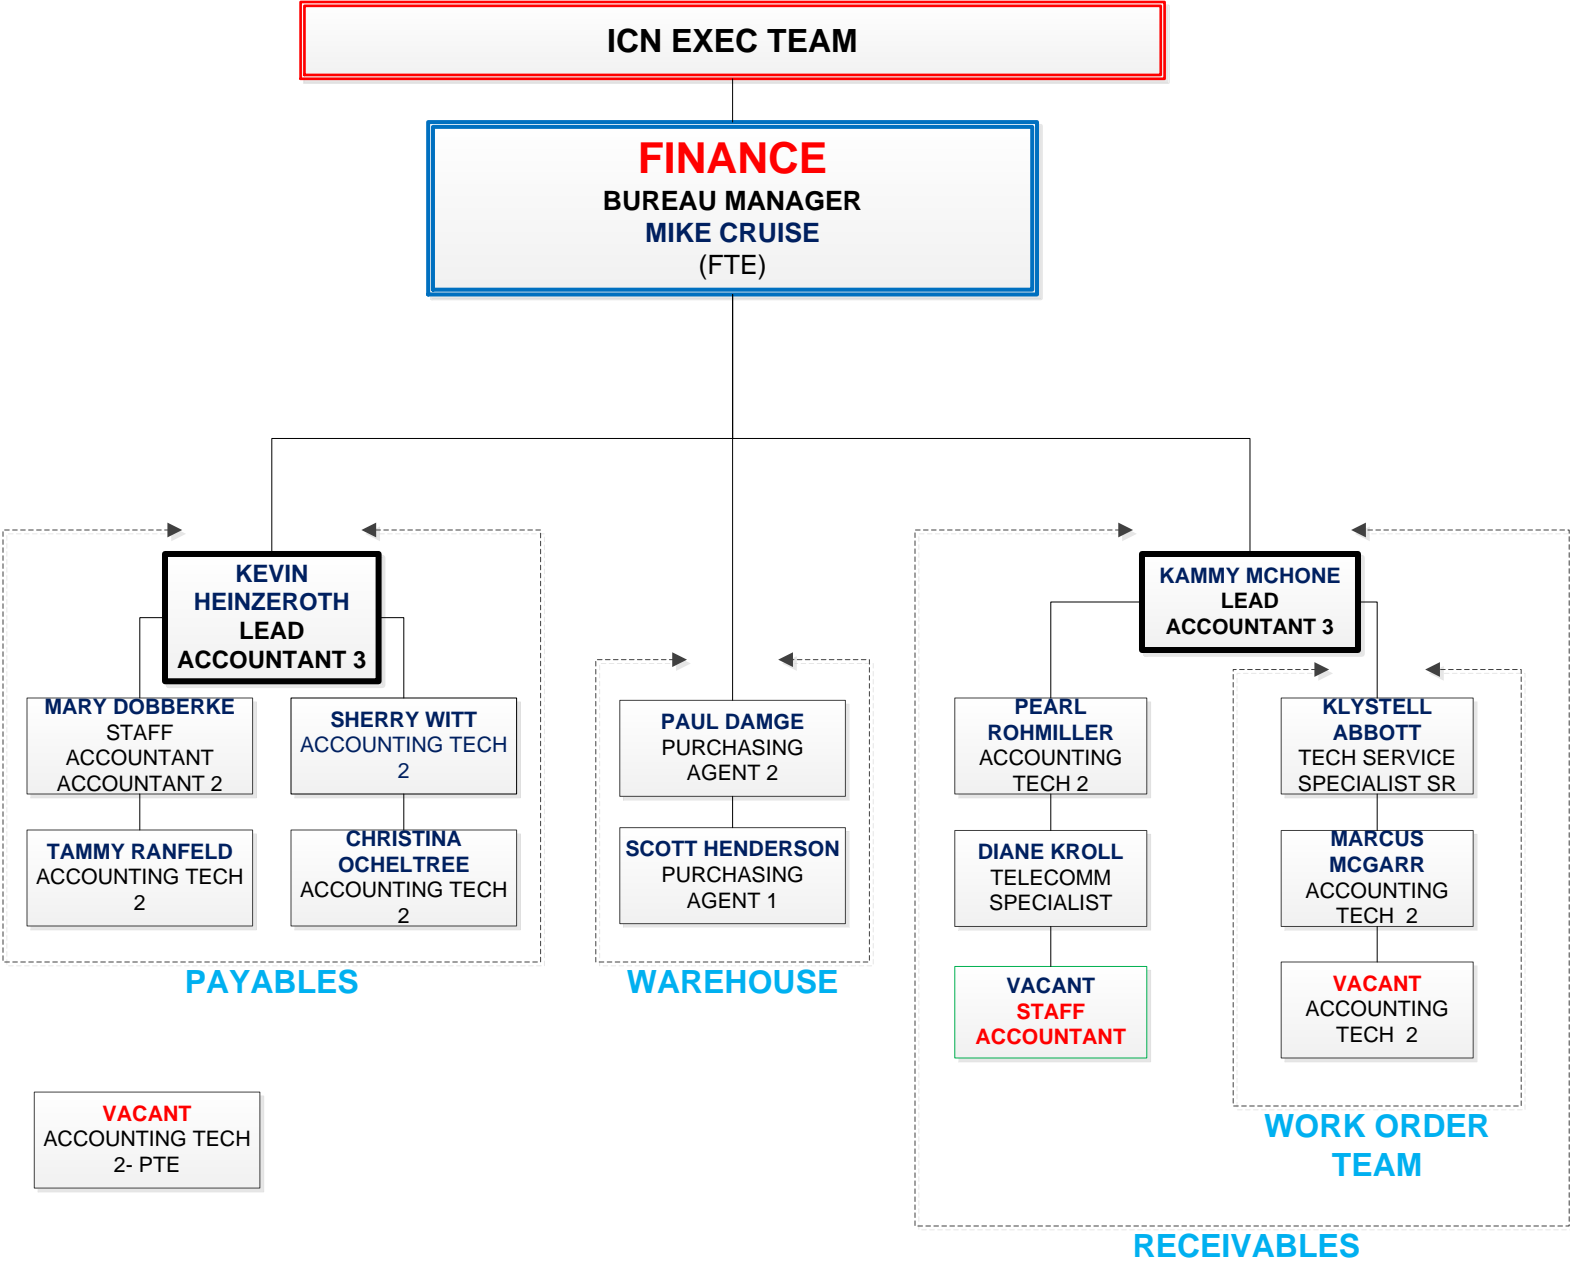 ICN EXEC TEAM
FINANCE
BUREAU MANAGER
MIKE CRUISE
(FTE)
KEVIN
HEINZEROTH
LEAD
ACCOUNTANT 3
MARY DOBBERKE
STAFF
ACCOUNTANT
ACCOUNTANT 2
SHERRY WITT
ACCOUNTING TECH
2
TAMMY RANFELD
ACCOUNTING TECH
2
CHRISTINA
OCHELTREE
ACCOUNTING TECH
2
PAYABLES
PAUL DAMGE
PURCHASING
AGENT 2
SCOTT HENDERSON
PURCHASING
AGENT 1
WAREHOUSE
KAMMY MCHONE
LEAD
ACCOUNTANT 3
PEARL
ROHMILLER
ACCOUNTING
TECH 2
DIANE KROLL
TELECOMM
SPECIALIST
VACANT
STAFF
ACCOUNTANT
KLYSTELL
ABBOTT
TECH SERVICE
SPECIALIST SR
MARCUS
MCGARR
ACCOUNTING
TECH  2
VACANT
ACCOUNTING
TECH  2
WORK ORDER
TEAM
RECEIVABLES
VACANT
ACCOUNTING TECH
2- PTE